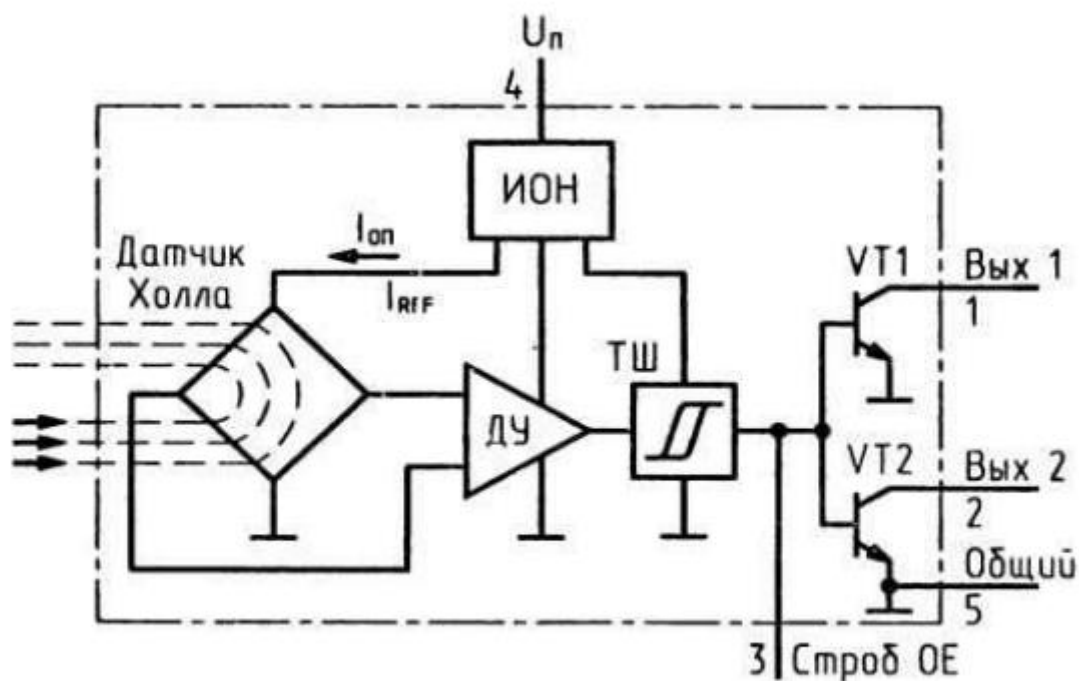 Uп
4
ИОН
Iоп
IRfF
Датчик
Холла
VT1
Вых 1
1
ТШ
ДУ
VT2
Вых 2
2
Общий
5
3
Строб ОЕ